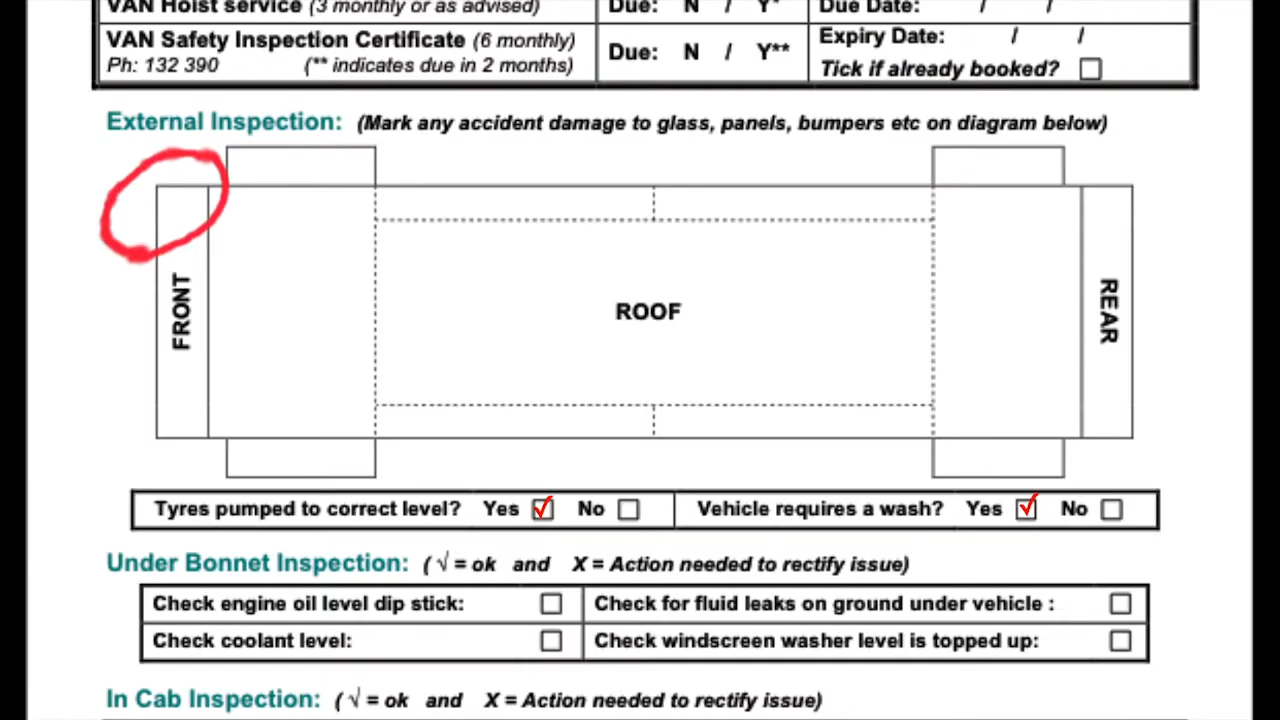 VAN Hoist service (3 monthly or as advised) Due: N / Y* Due Date: / /
VAN Safety Inspection Certificate (6 monthly)
Ph: 132 390 (** indicates due in 2 months)
Due: N / Y**
Expiry Date: / /
Tick if already booked?
External Inspection: (Mark any accident damage to glass, panels, bumpers etc on diagram below)
FRONT
ROOF
REAR
Tyres pumped to correct level? Yes No Vehicle requires a wash? Yes No
Under Bonnet Inspection: ( √ = ok and X = Action needed to rectify issue)
Check engine oil level dip stick: Check for fluid leaks on ground under vehicle :
Check coolant level: Check windscreen washer level is topped up:
In Cab Inspection: ( √ = ok and X = Action needed to rectify issue)